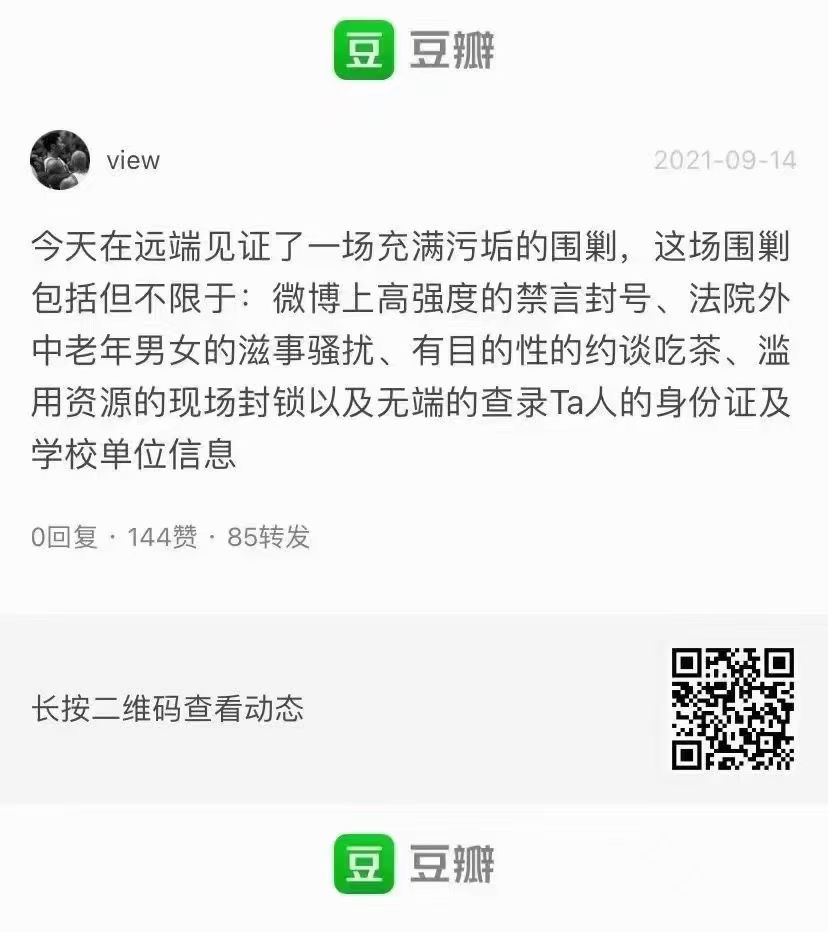 豆 豆瓣
view 2021-09-14
今天在远端见证了一场充满污垢的围剿，这场围剿
包括但不限于：微博上高强度的禁言封号、法院外
中老年男女的滋事骚扰、有目的性的约谈吃茶、滥
用资源的现场封锁以及无端的查录Ta人的身份证及
学校单位信息
0回复 · 144赞 · 85转发
长按二维码查看动态
豆 豆瓣